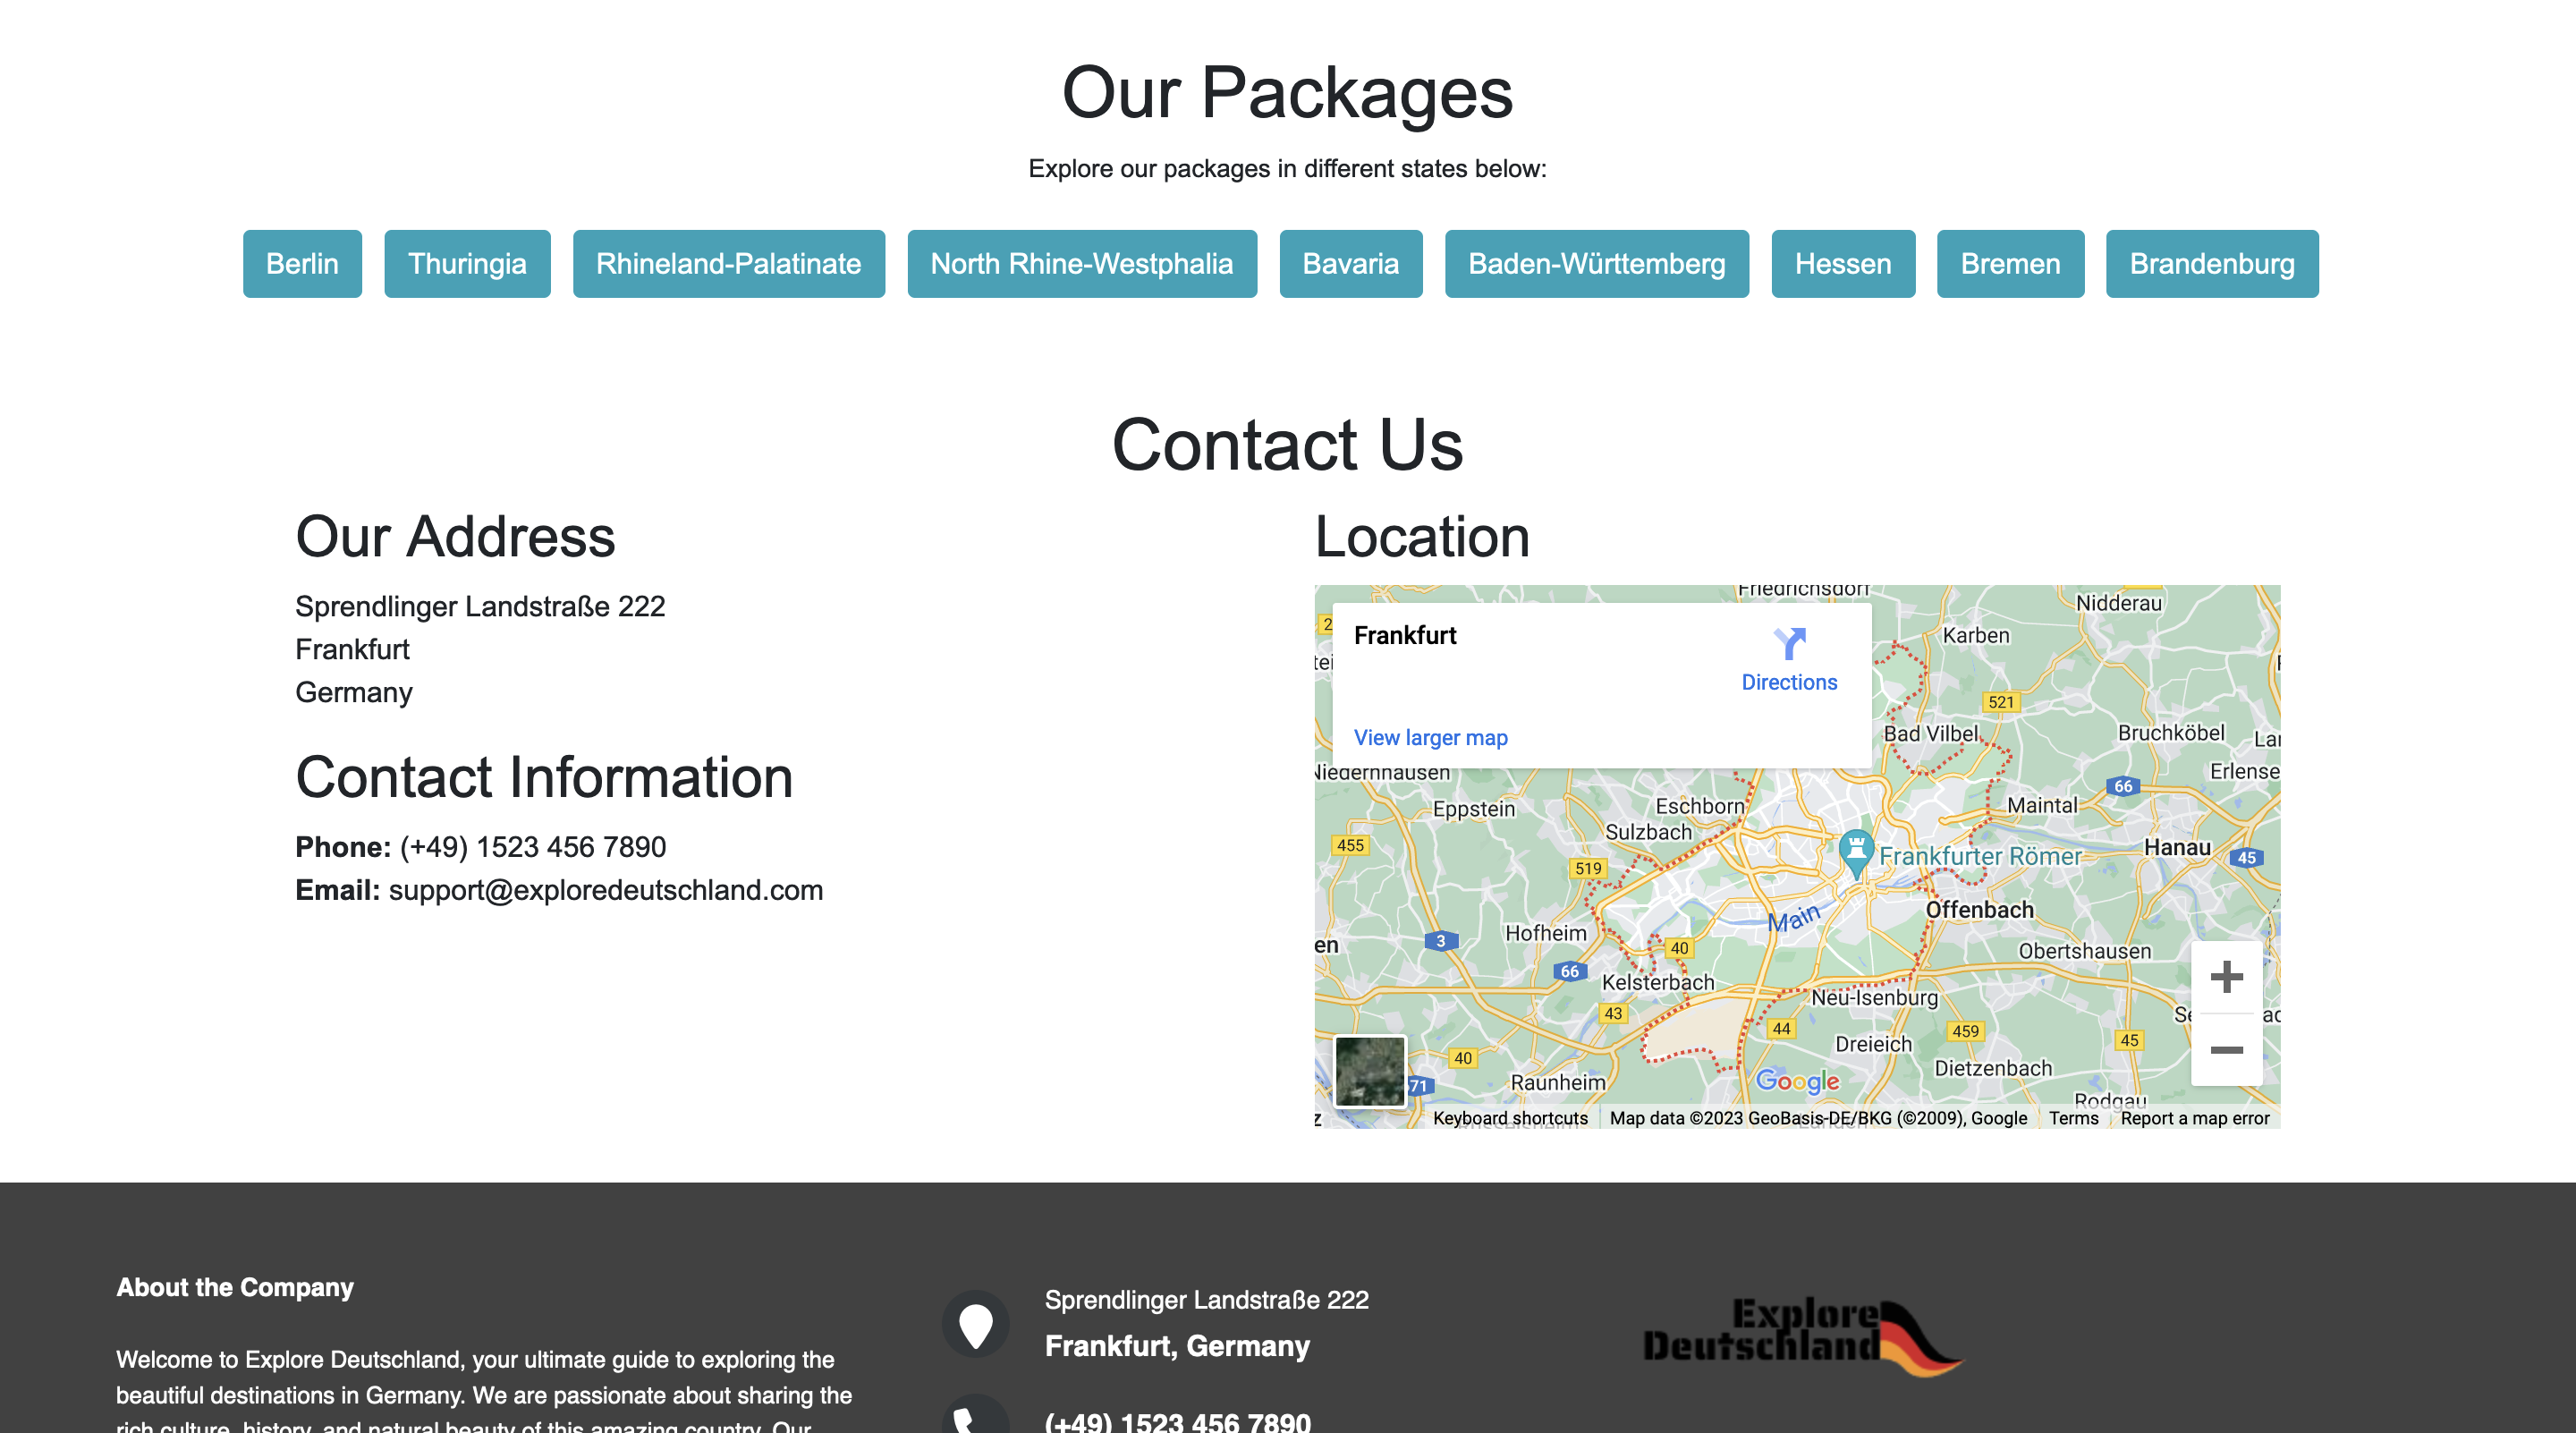 Our Packages
Explore our packages in different states below:
Berlin
Thuringia
Rhineland-Palatinate
North Rhine-Westphalia
Bavaria
Baden-Württemberg
Hessen
Bremen
Brandenburg
Contact Us
Our Address
Sprendlinger Landstraße 222
Frankfurt
Germany
Contact Information
Phone: (+49) 1523 456 7890
Email: support@exploredeutschland.com
Location
Friedrichsdorf
Nidderau
Frankfurt
Directions
View larger map
Karben
521
Bad Vilbel
Bruchköbel
Niedernhausen
Erlense
66
Eppstein
Eschborn
Maintal
Sulzbach
455
519
Frankfurter Römer
Hanau
45
Main
Offenbach
Hofheim
3
40
66
Obertshausen
Kelsterbach
Neu-Isenburg
43
44
459
45
Dreieich
40
Dietzenbach
Raunheim
Google
Rodgau
Keyboard shortcuts
Map data ©2023 GeoBasis-DE/BKG (©2009), Google
Terms
Report a map error
About the Company
Welcome to Explore Deutschland, your ultimate guide to exploring the
beautiful destinations in Germany. We are passionate about sharing the
rich culture, history, and natural beauty of this amazing country. Our
Sprendlinger Landstraße 222
Frankfurt, Germany
(+49) 1523 456 7890
Explore
Deutschland